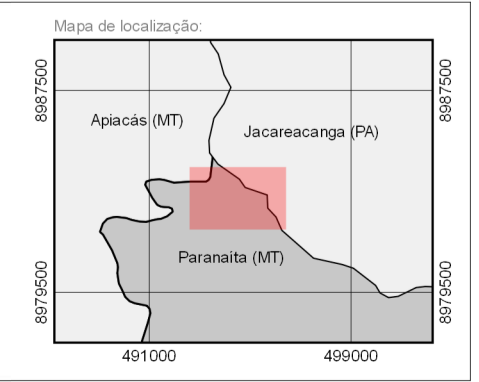 Mapa de localização:
8987500
8987500
Apiacás (MT)
Jacareacanga (PA)
Paranaíta (MT)
8979500
8979500
491000
499000